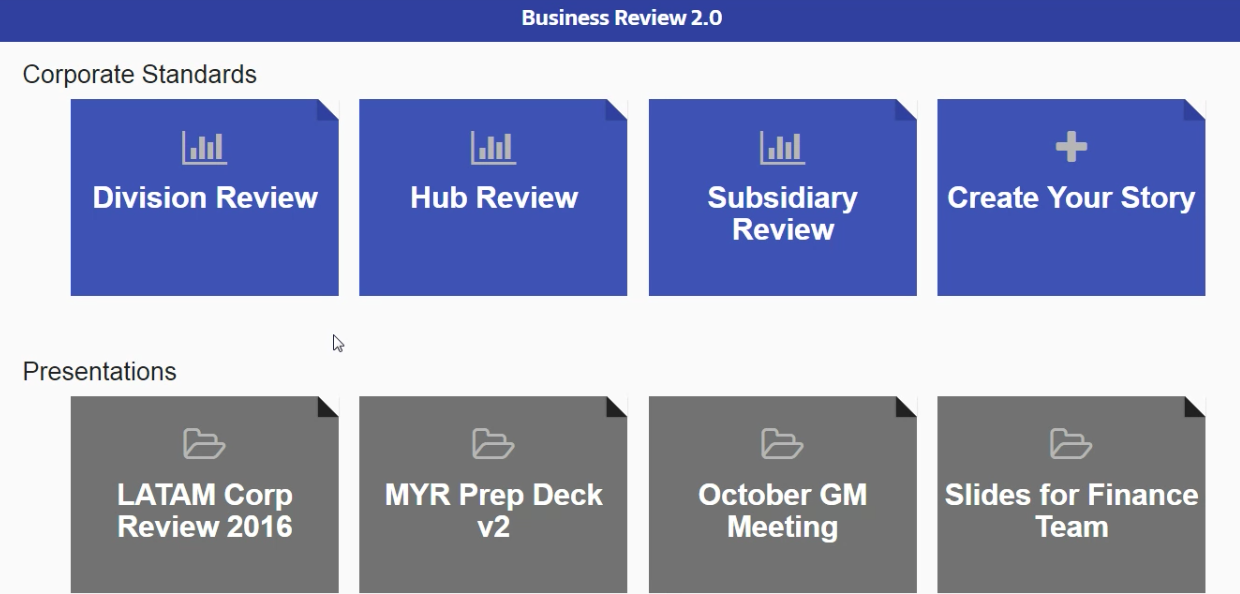 Business Review 2.0
Corporate Standards
Division Review
Hub Review
Subsidiary
Review
Create Your Story
Presentations
LATAM Corp
Review 2016
MYR Prep Deck
v2
October GM
Meeting
Slides for Finance
Team